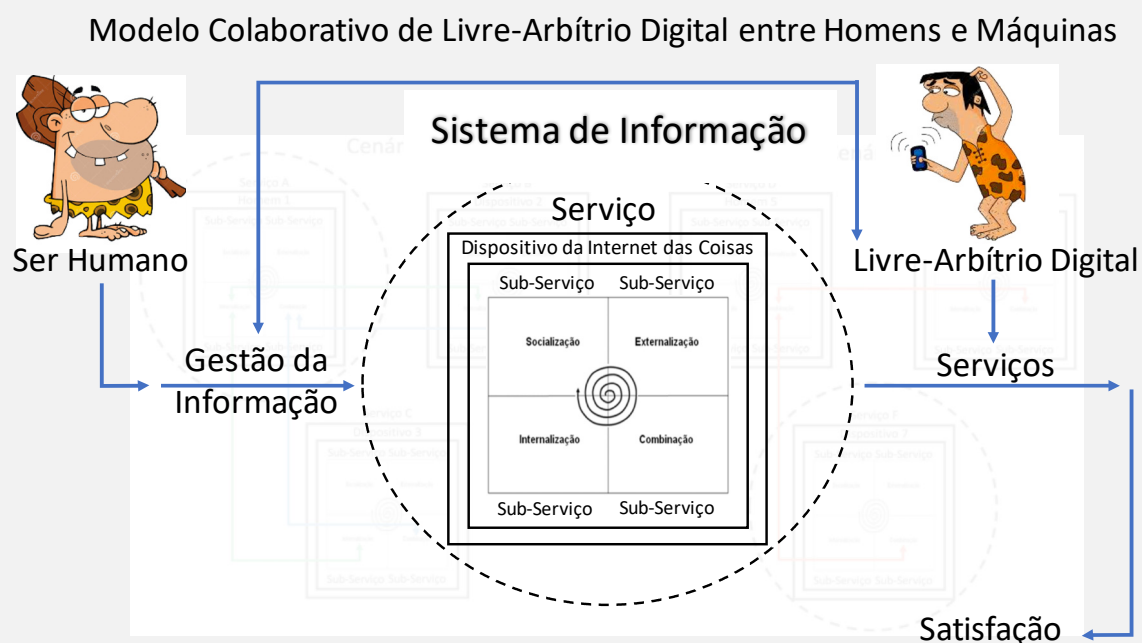 Modelo Colaborativo de Livre-Arbítrio Digital entre Homens e Máquinas
Sistema de Informação
Serviço
Dispositivo da Internet das Coisas
Sub-Serviço Sub-Serviço
Socialização Externalização
Internalização Combinação
Sub-Serviço Sub-Serviço
Ser Humano
Gestão da
Informação
Livre-Arbítrio Digital
Serviços
Satisfação